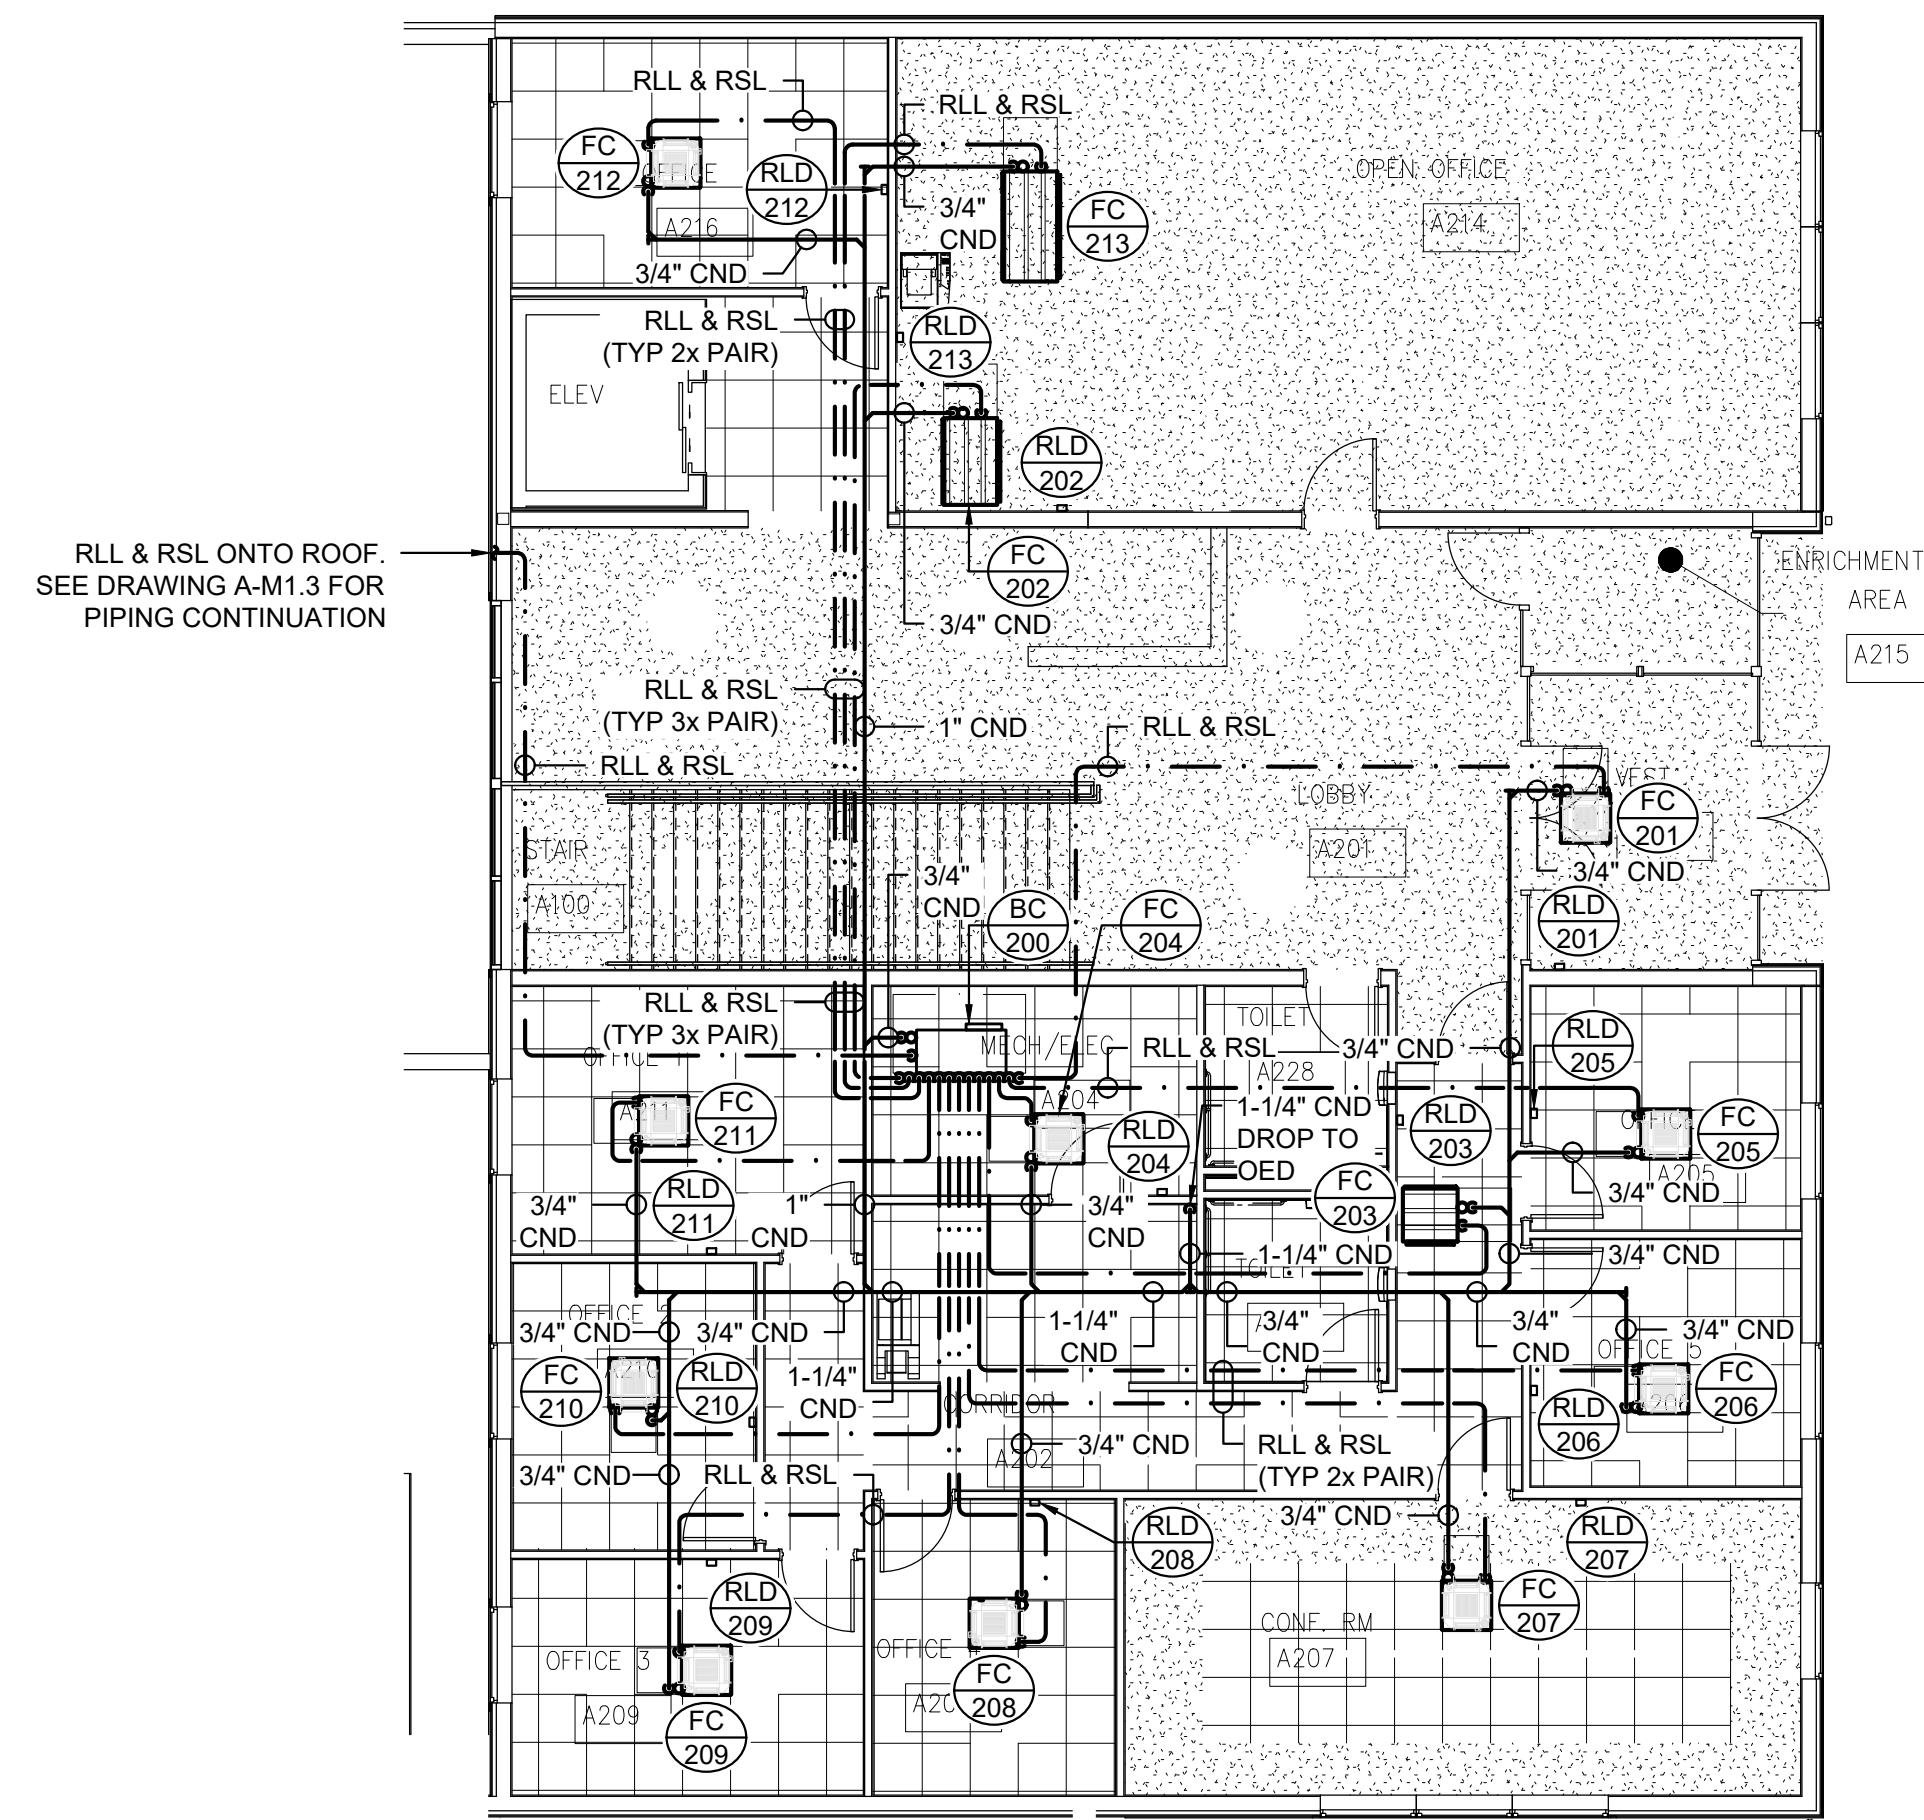 RLL & RSL
RLL & RSL
FC
212
OFFICE
RLD
212
OPEN OFFICE
A216
A214
3/4"
CND
FC
213
3/4" CND
RLL & RSL
(TYP 2x PAIR)
RLD
213
ELEV
RLD
202
RLL & RSL ONTO ROOF.
SEE DRAWING A-M1.3 FOR
PIPING CONTINUATION
FC
202
3/4" CND
ENRICHMENT
AREA
A215
RLL & RSL
(TYP 3x PAIR)
1" CND
RLL & RSL
RLL & RSL
LOBBY
VEST
FC
201
STAIR
A201
3/4" CND
A100
3/4"
CND
BC
200
FC
204
RLD
201
RLL & RSL
(TYP 3x PAIR)
TOILET
MECH/ELEC
RLL & RSL
3/4" CND
RLD
205
OFFICE 1
A228
A204
1-1/4" CND
DROP TO
OED
A211
FC
211
RLD
204
RLD
203
FC
205
A205
3/4"
CND
RLD
211
1"
CND
3/4"
CND
FC
203
3/4" CND
1-1/4" CND
3/4" CND
TOILET
OFFICE 2
3/4" CND
3/4" CND
1-1/4"
CND
3/4"
CND
3/4"
CND
3/4" CND
OFFICE 5
A210
FC
210
RLD
210
1-1/4"
CND
CORRIDOR
FC
206
A206
RLD
206
3/4" CND
A202
RLL & RSL
(TYP 2x PAIR)
3/4" CND
RLL & RSL
3/4" CND
RLD
208
RLD
207
RLD
209
FC
207
CONF. RM
A207
OFFICE 3
OFFICE
A209
FC
208
FC
209